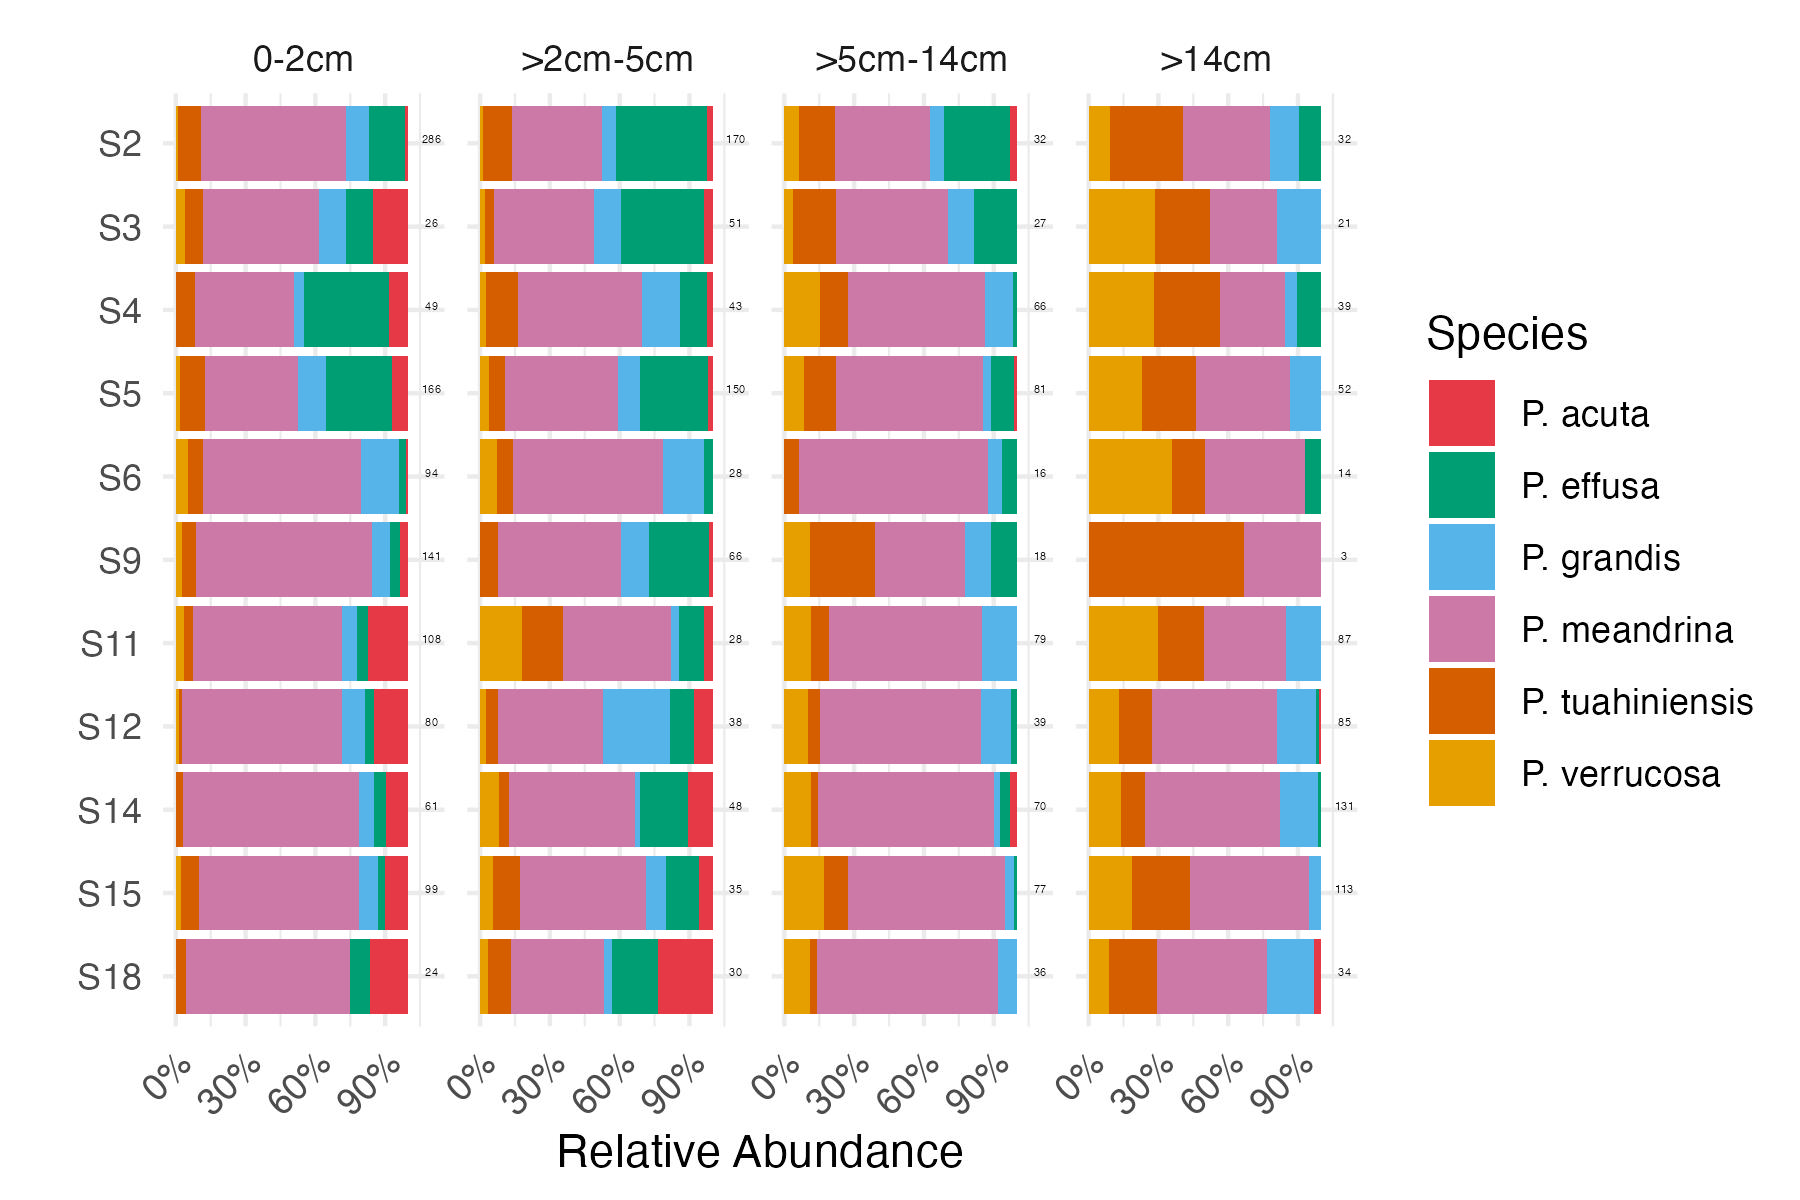 0-2cm >2cm-5cm >5cm-14cm >14cm
S2 286 170 32 32
S3 26 51 27 21
S4 49 43 66 39
S5 166 150 81 52
S6 94 28 16 14
S9 141 66 18 3
S11 108 28 79 87
S12 80 38 39 85
S14 61 48 70 131
S15 99 35 77 113
S18 24 30 36 34
0% 30% 60% 90% 0% 30% 60% 90% 0% 30% 60% 90% 0% 30% 60% 90%
Relative Abundance
Species
P. acuta
P. effusa
P. grandis
P. meandrina
P. tuahiniensis
P. verrucosa